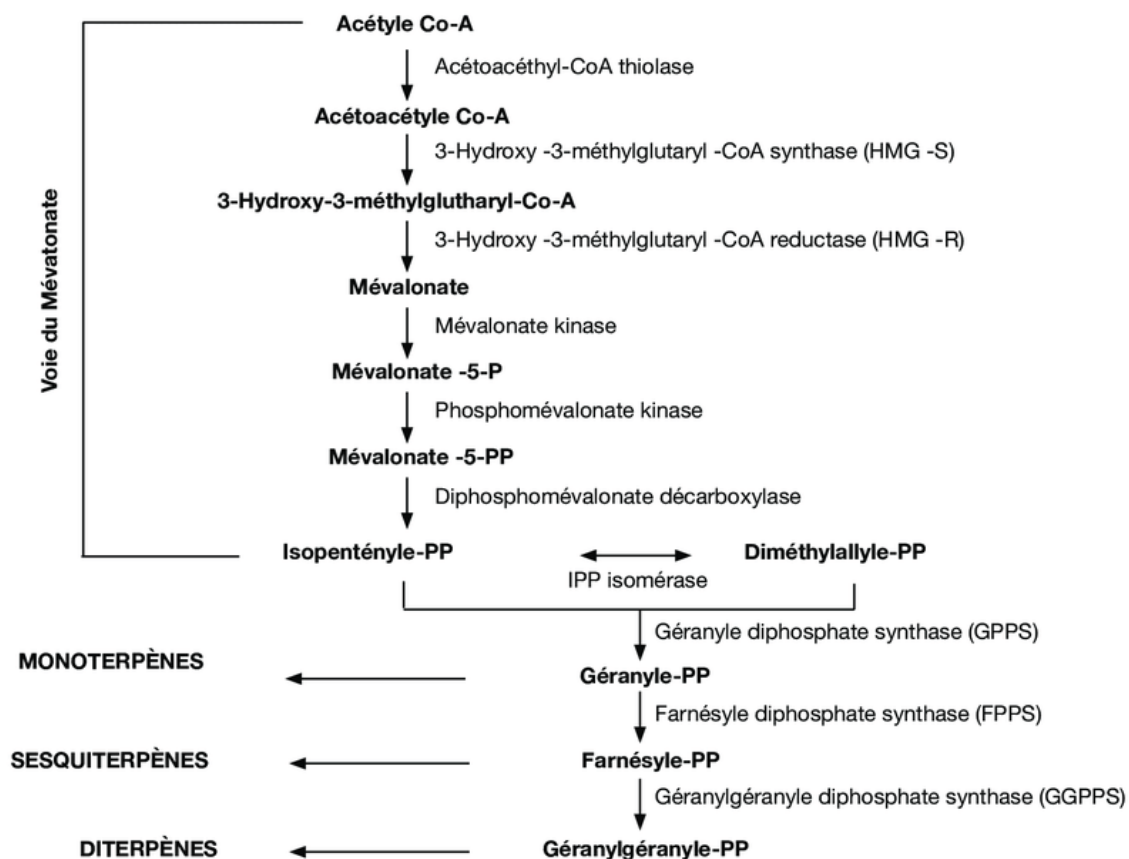 Acétyle Co-A
Acétoacéthyl-CoA thiolase
Acétoacétyle Co-A
3-Hydroxy -3-méthylglutaryl -CoA synthase (HMG -S)
3-Hydroxy-3-méthylglutharyl-Co-A
3-Hydroxy -3-méthylglutaryl -CoA reductase (HMG -R)
Voie du Mévatonate
Mévalonate
Mévalonate kinase
Mévalonate -5-P
Phosphomévalonate kinase
Mévalonate -5-PP
Diphosphomévalonate décarboxylase
Isopentényle-PP
Diméthylallyle-PP
IPP isomérase
Géranyle diphosphate synthase (GPPS)
MONOTERPÈNES
Géranyle-PP
Farnésyle diphosphate synthase (FPPS)
SESQUITERPÈNES
Farnésyle-PP
Géranylgéranyle diphosphate synthase (GGPPS)
DITERPÈNES
Géranylgéranyle-PP